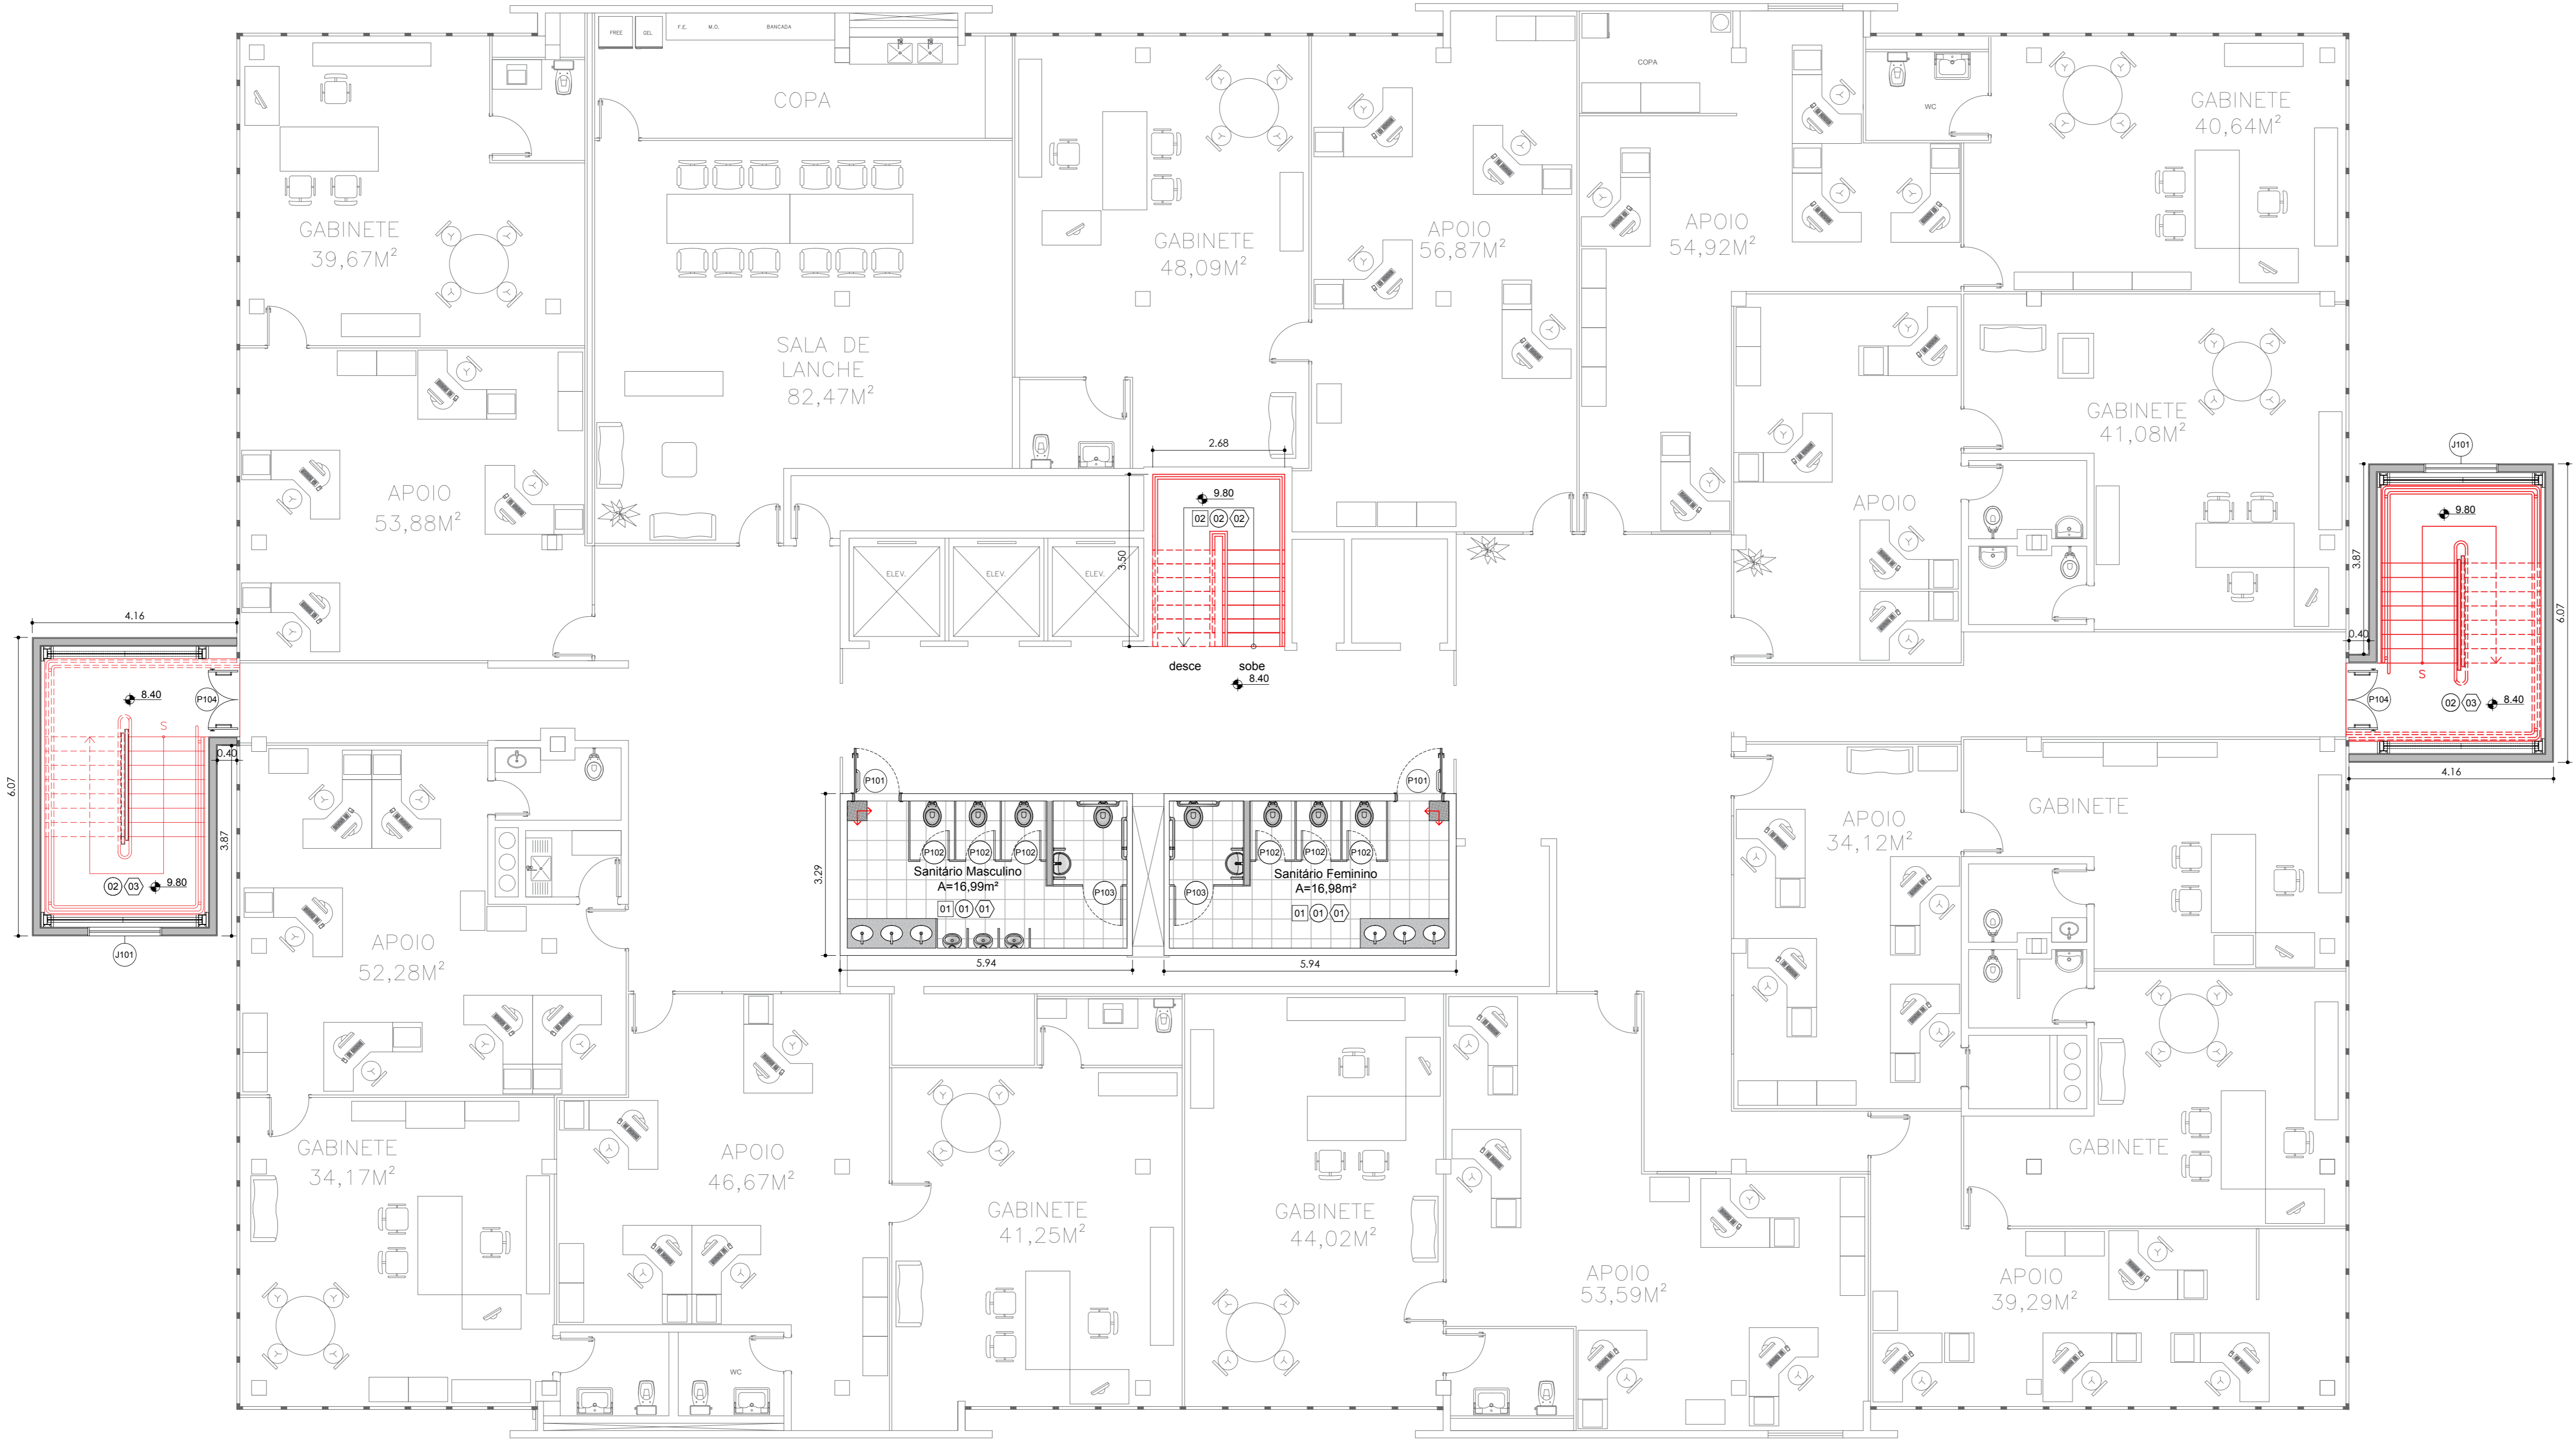 FREE
GEL
F.E.
M.O.
BANCADA
COPA
COPA
WC
GABINETE
40,64M²
GABINETE
39,67M²
GABINETE
48,09M²
APOIO
56,87M²
APOIO
54,92M²
SALA DE
LANCHE
82,47M²
GABINETE
41,08M²
2.68
J101
APOIO
53,88M²
9.80
02 02 02
3.50
APOIO
9.80
3.87
6.07
ELEV.
ELEV.
ELEV.
4.16
0.40
desce
sobe
8.40
S
02 03
8.40
P104
8.40
P104
S
0.40
6.07
3.87
02 03
9.80
J101
4.16
P101
P101
3.29
P102
P102
P102
P102
P102
P102
Sanitário Masculino
A=16,99m²
P103
P103
Sanitário Feminino
A=16,98m²
01 01 01
01 01 01
5.94
5.94
APOIO
34,12M²
GABINETE
APOIO
52,28M²
GABINETE
34,17M²
APOIO
46,67M²
GABINETE
41,25M²
GABINETE
44,02M²
GABINETE
APOIO
53,59M²
APOIO
39,29M²
WC